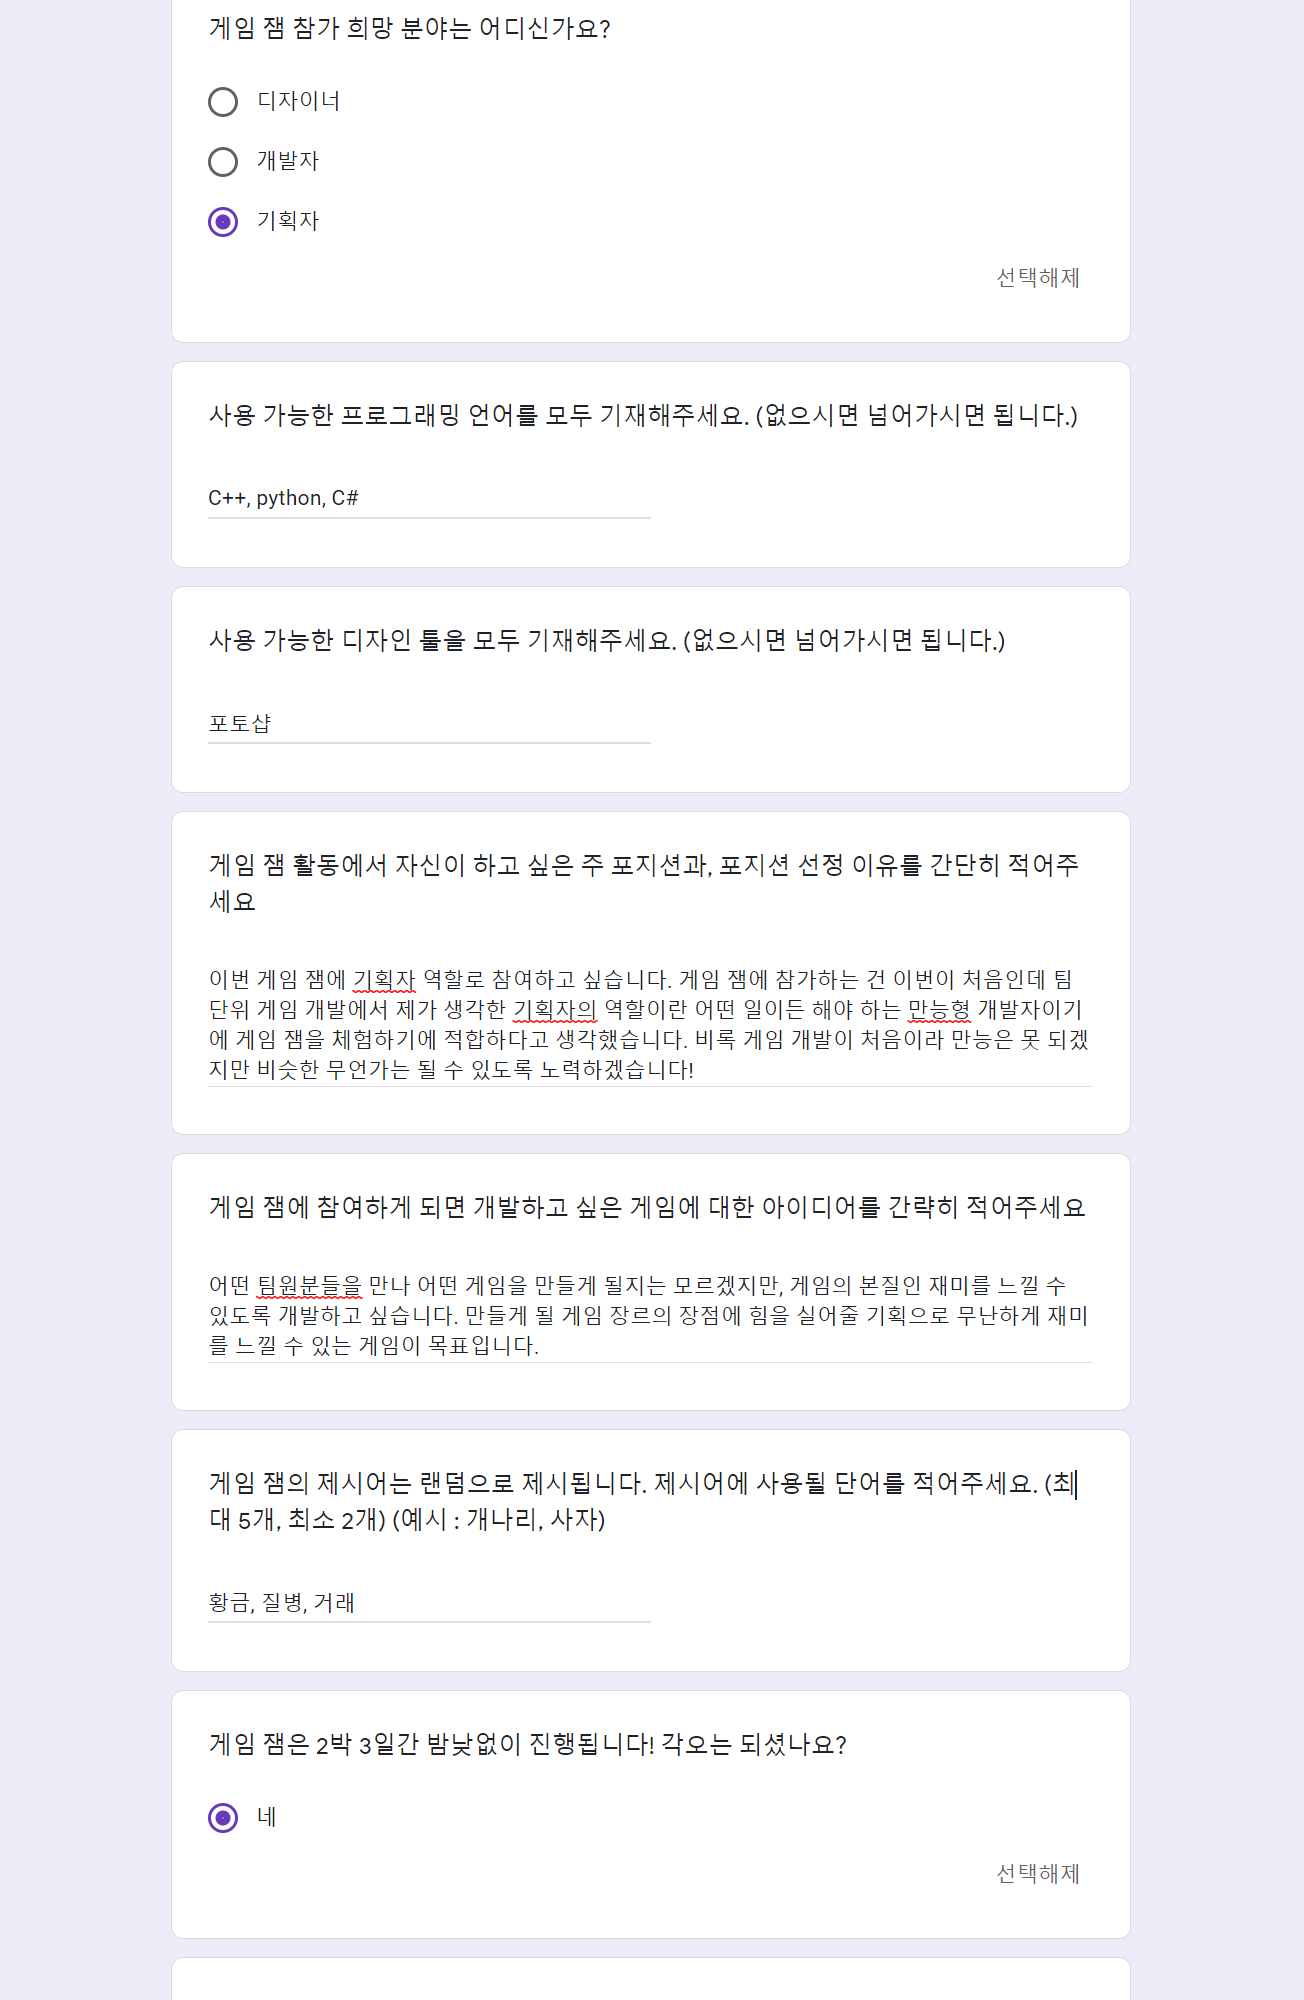 게임 잼 참가 희망 분야는 어디신가요?
디자이너
개발자
기획자
선택해제
사용 가능한 프로그래밍 언어를 모두 기재해주세요. (없으시면 넘어가시면 됩니다.)
C++, python, C#
사용 가능한 디자인 툴을 모두 기재해주세요. (없으시면 넘어가시면 됩니다.)
포토샵
게임 잼 활동에서 자신이 하고 싶은 주 포지션과, 포지션 선정 이유를 간단히 적어주
세요
이번 게임 잼에 기획자 역할로 참여하고 싶습니다. 게임 잼에 참가하는 건 이번이 처음인데 팀
단위 게임 개발에서 제가 생각한 기획자의 역할이란 어떤 일이든 해야 하는 만능형 개발자이기
에 게임 잼을 체험하기에 적합하다고 생각했습니다. 비록 게임 개발이 처음이라 만능은 못 되겠
지만 비슷한 무언가는 될 수 있도록 노력하겠습니다!
게임 잼에 참여하게 되면 개발하고 싶은 게임에 대한 아이디어를 간략히 적어주세요
어떤 팀원분들을 만나 어떤 게임을 만들게 될지는 모르겠지만, 게임의 본질인 재미를 느낄 수
있도록 개발하고 싶습니다. 만들게 될 게임 장르의 장점에 힘을 실어줄 기획으로 무난하게 재미
를 느낄 수 있는 게임이 목표입니다.
게임 잼의 제시어는 랜덤으로 제시됩니다. 제시어에 사용될 단어를 적어주세요. (최
대 5개, 최소 2개) (예시 : 개나리, 사자)
황금, 질병, 거래
게임 잼은 2박 3일간 밤낮없이 진행됩니다! 각오는 되셨나요?
네
선택해제